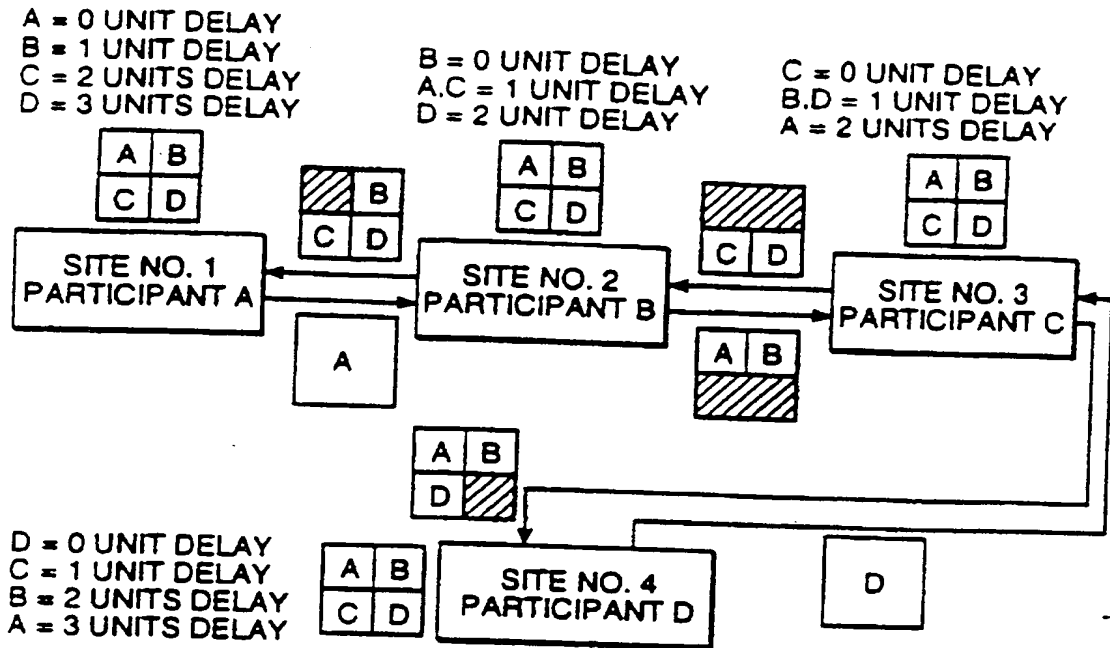 A = 0 UNIT DELAY
B = 1 UNIT DELAY
C = 2 UNITS DELAY
D = 3 UNITS DELAY
B = 0 UNIT DELAY
A.C = 1 UNIT DELAY
D = 2 UNIT DELAY
C = 0 UNIT DELAY
B.D = 1 UNIT DELAY
A = 2 UNITS DELAY
A B
C D
B
C D
A B
C D
C D
A B
C D
SITE NO. 1
PARTICIPANT A
SITE NO. 2
PARTICIPANT B
SITE NO. 3
PARTICIPANT C
A
A B
A B
D
D = 0 UNIT DELAY
C = 1 UNIT DELAY
B = 2 UNITS DELAY
A = 3 UNITS DELAY
A B
C D
SITE NO. 4
PARTICIPANT D
D